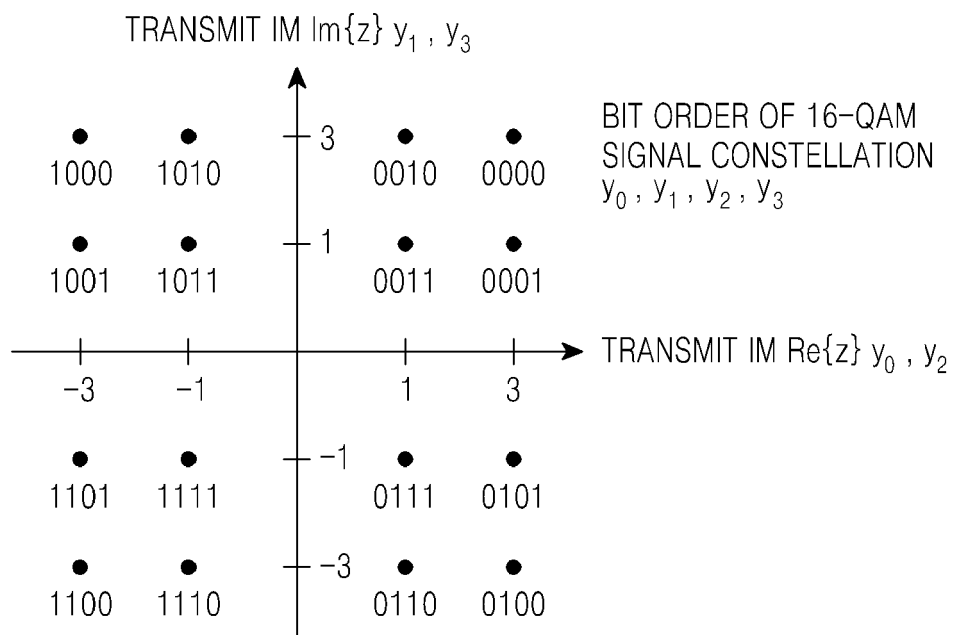 TRANSMIT IM Im{z} y₁ , y₃
BIT ORDER OF 16-QAM
SIGNAL CONSTELLATION
y₀ , y₁ , y₂ , y₃
3
1000 1010 0010 0000
1
1001 1011 0011 0001
TRANSMIT IM Re{z} y₀ , y₂
-3 -1 1 3
-1
1101 1111 0111 0101
-3
1100 1110 0110 0100